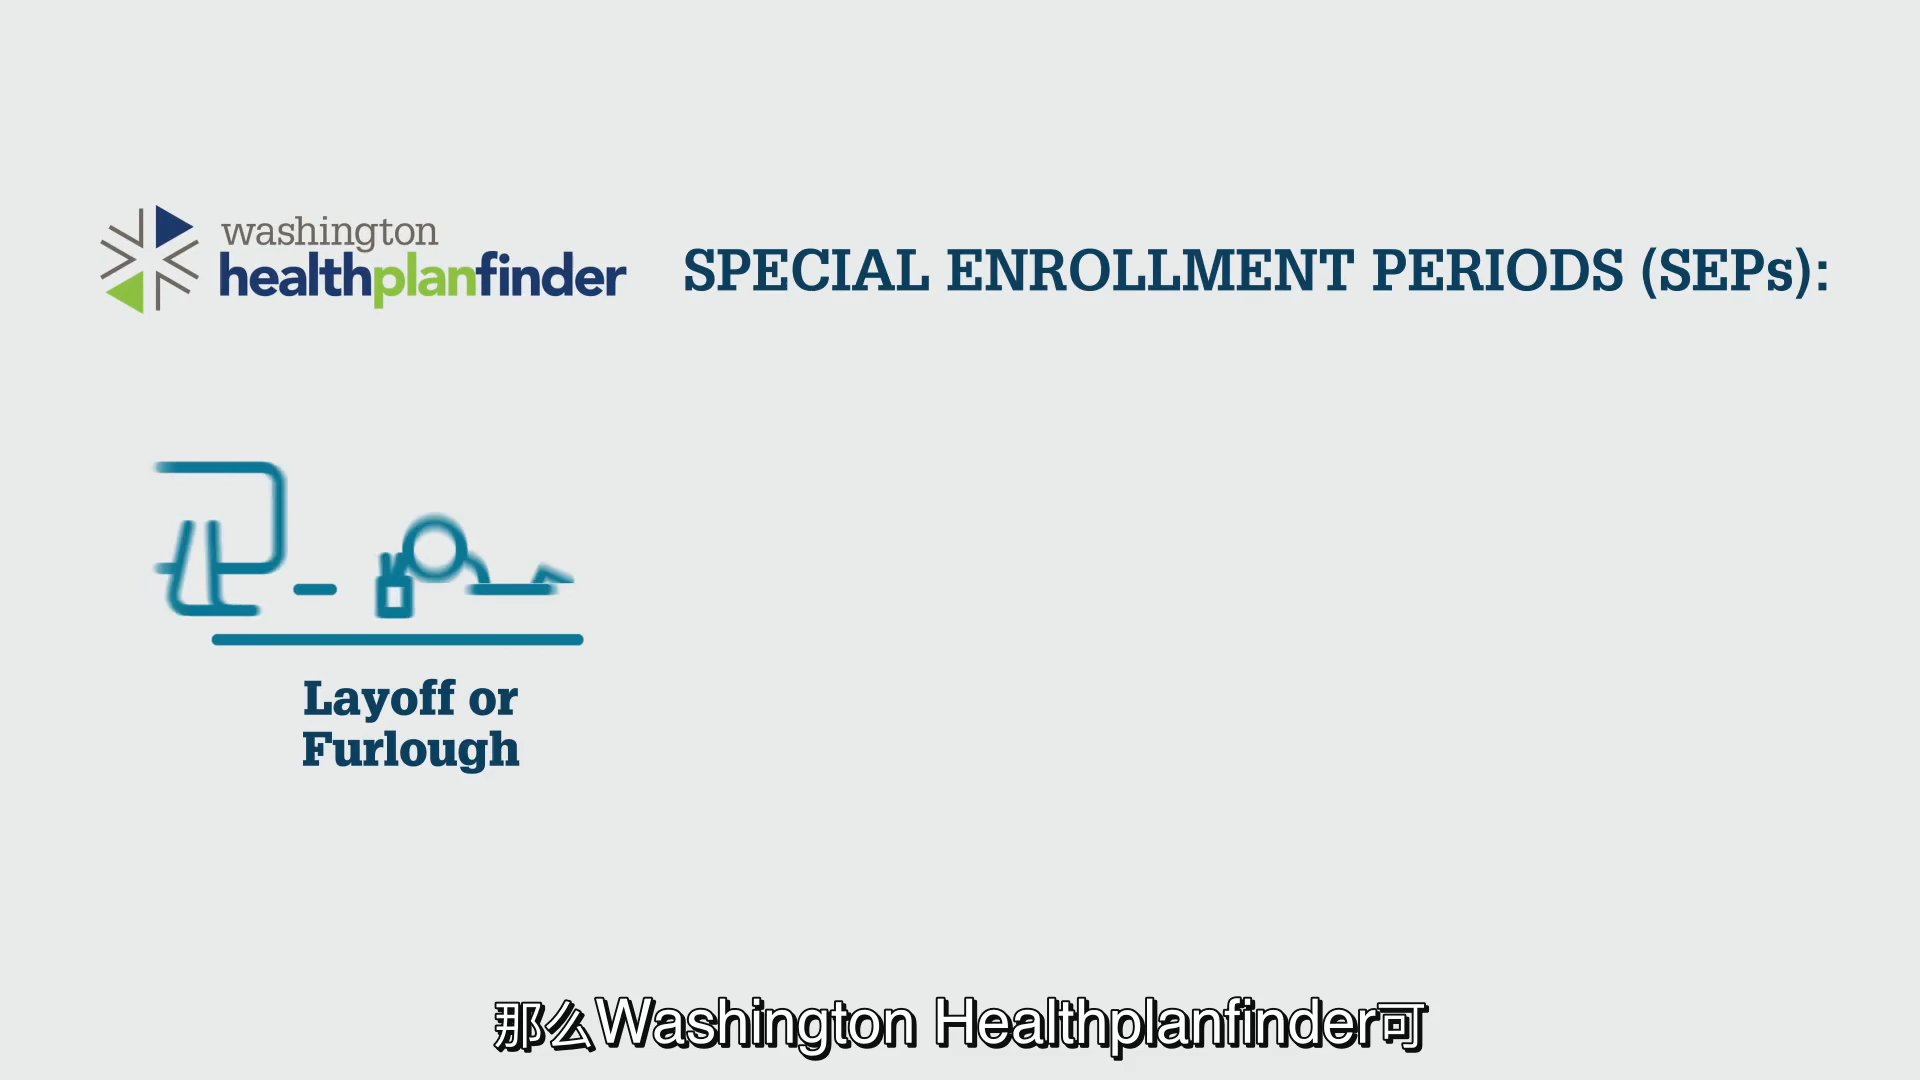 washington
healthplanfinder
SPECIAL ENROLLMENT PERIODS (SEPs):
Layoff or
Furlough
那么Washington Healthplanfinder可